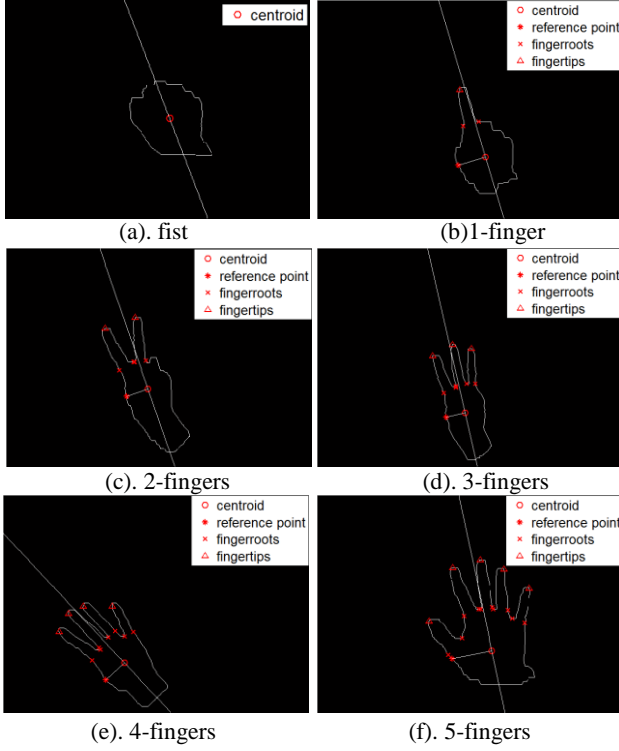 centroid
(a). fist
centroid
reference point
fingerroots
fingertips
(b)1-finger
centroid
reference point
fingerroots
fingertips
(c). 2-fingers
centroid
reference point
fingerroots
fingertips
(d). 3-fingers
centroid
reference point
fingerroots
fingertips
(e). 4-fingers
centroid
reference point
fingerroots
fingertips
(f). 5-fingers